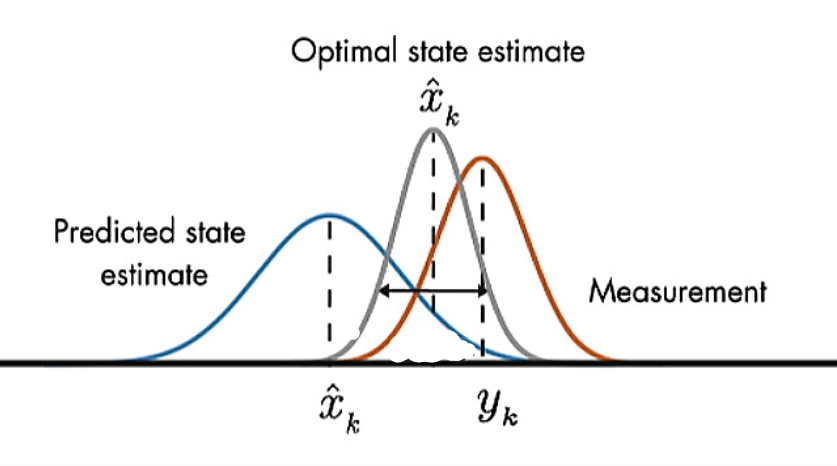 Optimal state estimate
x̂ₖ
Predicted state
estimate
Measurement
x̂ₖ
yₖ